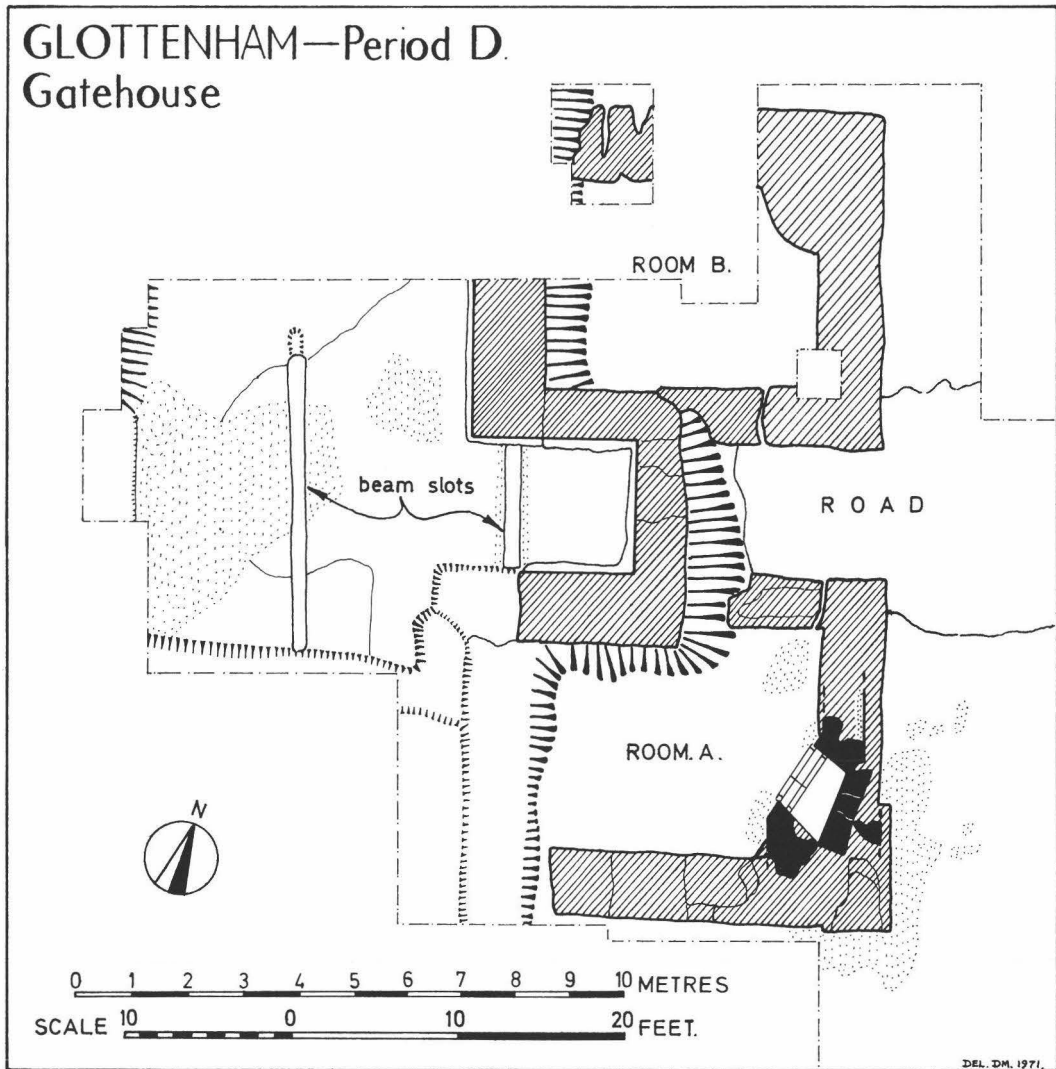 GLOTTENHAM—Period D.
Gatehouse
ROOM B.
beam slots
ROAD
ROOM.A.
N
0 1 2 3 4 5 6 7 8 9 10 METRES
SCALE 10 0 10 20 FEET.
DEL. DM. 1971.